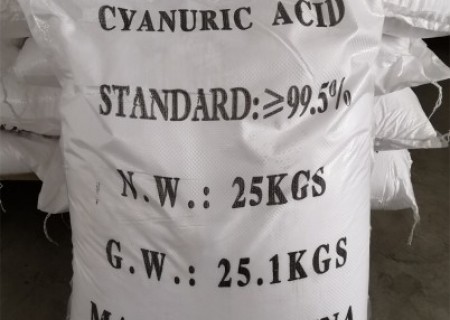 CYANURIC ACID
STANDARD:≥99.5%
N.W.: 25KGS
G.W.: 25.1KGS